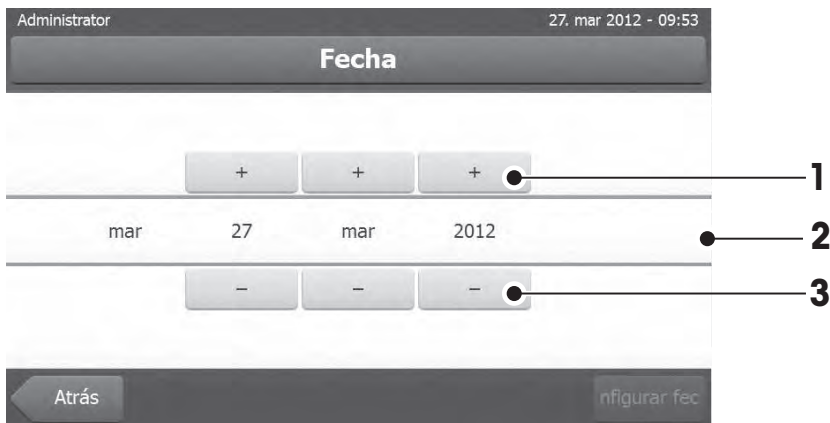 Administrator 27. mar 2012 - 09:53
Fecha
+ + + 1
mar 27 mar 2012 2
− − − 3
Atrás nfigurar fec